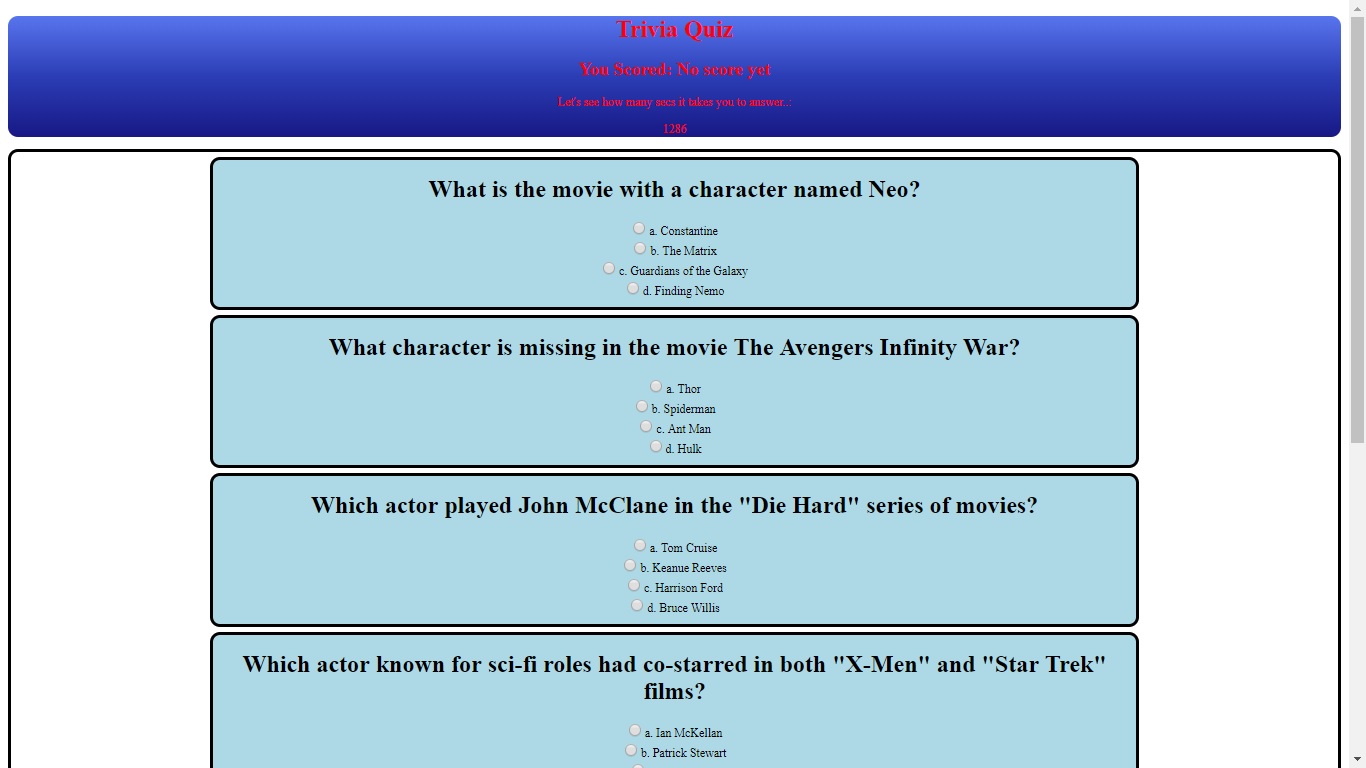 Trivia Quiz
You Scored: No score yet
Let's see how many secs it takes you to answer..:
1286
What is the movie with a character named Neo?
a. Constantine
b. The Matrix
c. Guardians of the Galaxy
d. Finding Nemo
What character is missing in the movie The Avengers Infinity War?
a. Thor
b. Spiderman
c. Ant Man
d. Hulk
Which actor played John McClane in the "Die Hard" series of movies?
a. Tom Cruise
b. Keanue Reeves
c. Harrison Ford
d. Bruce Willis
Which actor known for sci-fi roles had co-starred in both "X-Men" and "Star Trek"
films?
a. Ian McKellan
b. Patrick Stewart